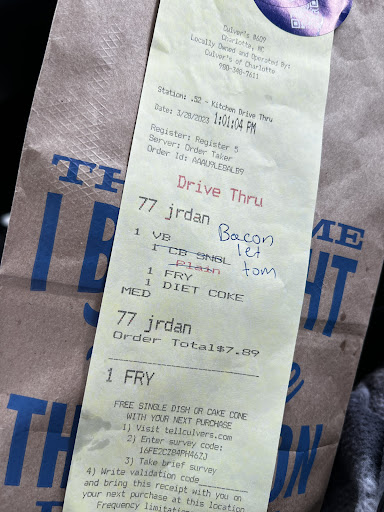 Culver's #609
Charlotte, NC
Locally Owned and Operated By:
Culver's of Charlotte
Station: .S2 - Kitchen Drive Thru
Date: 3/28/2023 1:01:04 PM
Register: Register 5
Server: Order Taker
Order Id: AAAU9LE0ALB9
Drive Thru
77 jrdan
1 VB
1 CB SNGL
Plain
1 FRY
1 DIET COKE
MED
Bacon
let
tom
77 jrdan
Order Total$7.89
1 FRY
FREE SINGLE DISH OR CAKE CONE
WITH YOUR NEXT PURCHASE
1) Visit tellculvers.com
2) Enter survey code:
16FE2CZB4PH46ZJ
3) Take brief survey
4) Write validation code
and bring this receipt with you on
your next purchase at this location
Frequency limitation